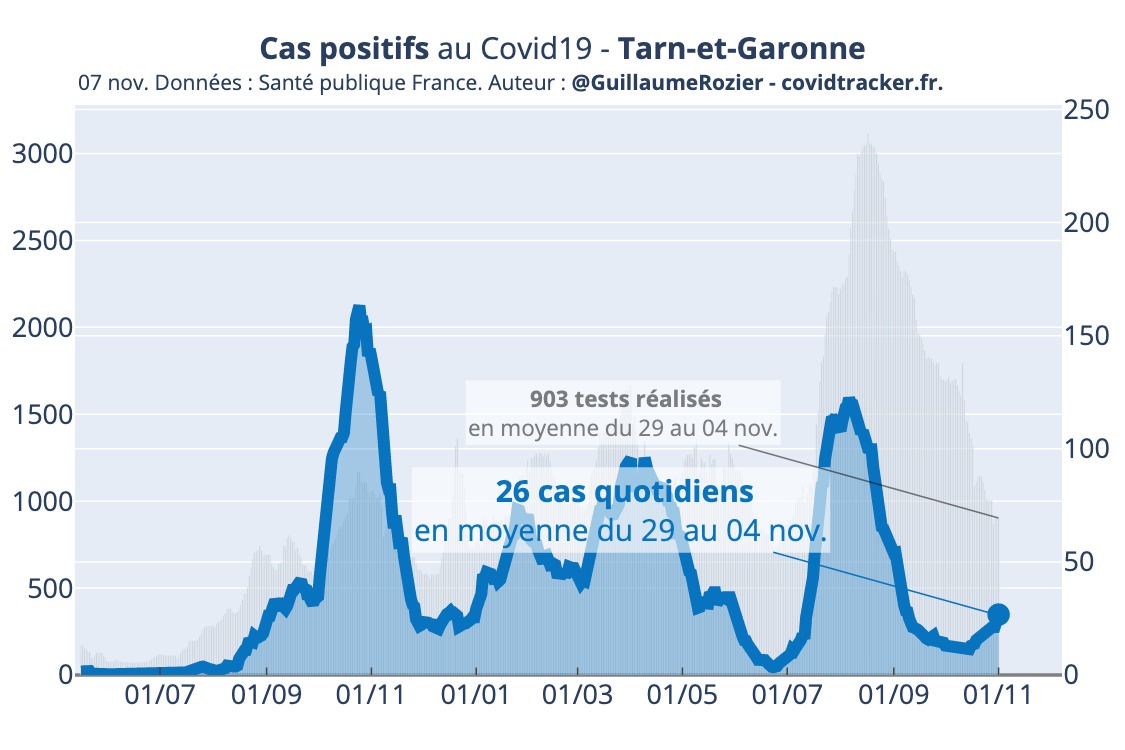 Cas positifs au Covid19 - Tarn-et-Garonne
07 nov. Données : Santé publique France. Auteur : @GuillaumeRozier - covidtracker.fr.
250
3000
200
2500
2000
150
903 tests réalisés
en moyenne du 29 au 04 nov.
1500
100
26 cas quotidiens
en moyenne du 29 au 04 nov.
1000
50
500
0
0
01/07 01/09 01/11 01/01 01/03 01/05 01/07 01/09 01/11